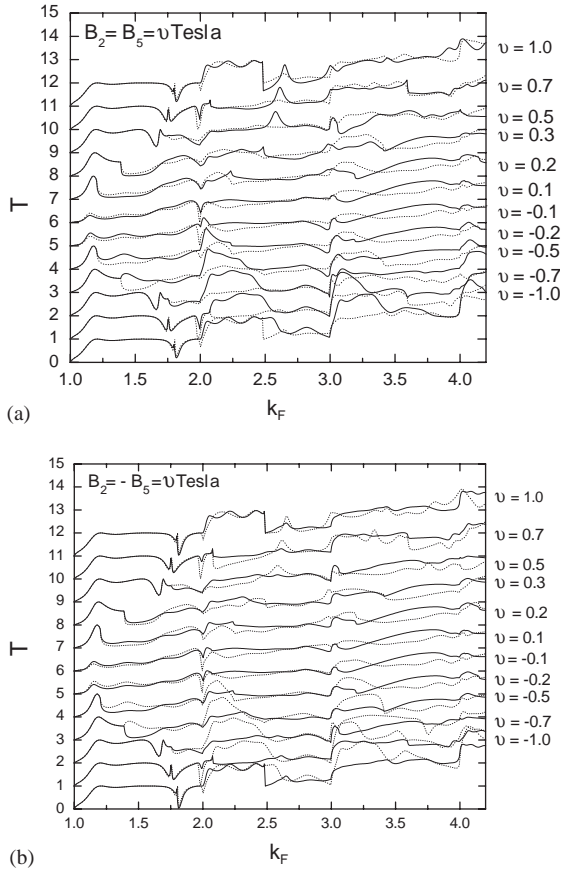 B₂= B₅= υ Tesla
15
14
13
12
11
10
9
8
7
6
5
4
3
2
1
0
T
υ = 1.0
υ = 0.7
υ = 0.5
υ = 0.3
υ = 0.2
υ = 0.1
υ = -0.1
υ = -0.2
υ = -0.5
υ = -0.7
υ = -1.0
1.0 1.5 2.0 2.5 3.0 3.5 4.0
(a)
k_F
B₂= - B₅= υ Tesla
15
14
13
12
11
10
9
8
7
6
5
4
3
2
1
0
T
υ = 1.0
υ = 0.7
υ = 0.5
υ = 0.3
υ = 0.2
υ = 0.1
υ = -0.1
υ = -0.2
υ = -0.5
υ = -0.7
υ = -1.0
1.0 1.5 2.0 2.5 3.0 3.5 4.0
(b)
k_F